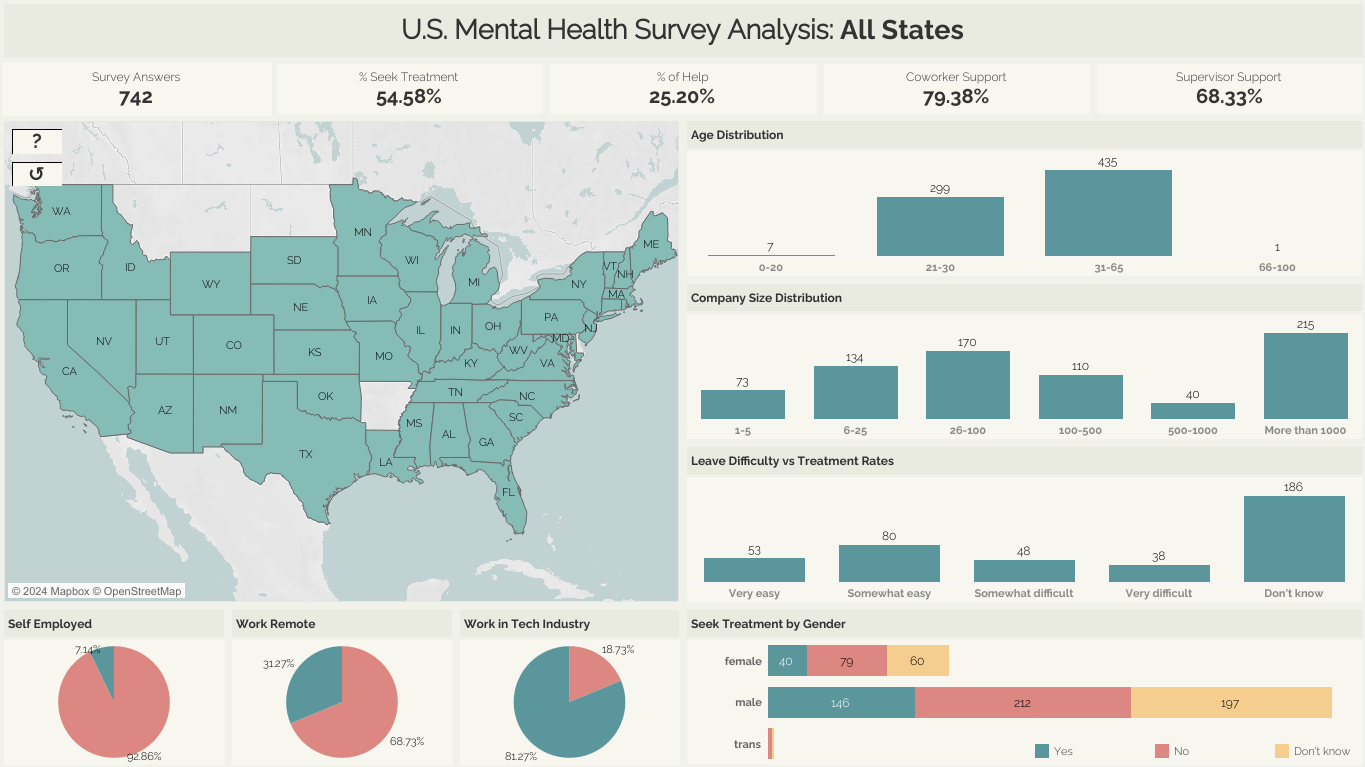 U.S. Mental Health Survey Analysis: All States
Survey Answers
742
% Seek Treatment
54.58%
% of Help
25.20%
Coworker Support
79.38%
Supervisor Support
68.33%
?
↺
WA
OR
ID
WY
SD
MN
WI
MI
ME
VT
NH
NY
MA
NE
IA
IL
IN
OH
PA
NJ
MD
NV
UT
CO
KS
MO
KY
WV
VA
CA
AZ
NM
OK
TN
NC
SC
MS
AL
GA
TX
LA
FL
© 2024 Mapbox © OpenStreetMap
Age Distribution
7
299
435
1
0-20
21-30
31-65
66-100
Company Size Distribution
73
134
170
110
40
215
1-5
6-25
26-100
100-500
500-1000
More than 1000
Leave Difficulty vs Treatment Rates
53
80
48
38
186
Very easy
Somewhat easy
Somewhat difficult
Very difficult
Don't know
Self Employed
7.14%
92.86%
Work Remote
31.27%
68.73%
Work in Tech Industry
18.73%
81.27%
Seek Treatment by Gender
female
40
79
60
male
146
212
197
trans
Yes
No
Don't know